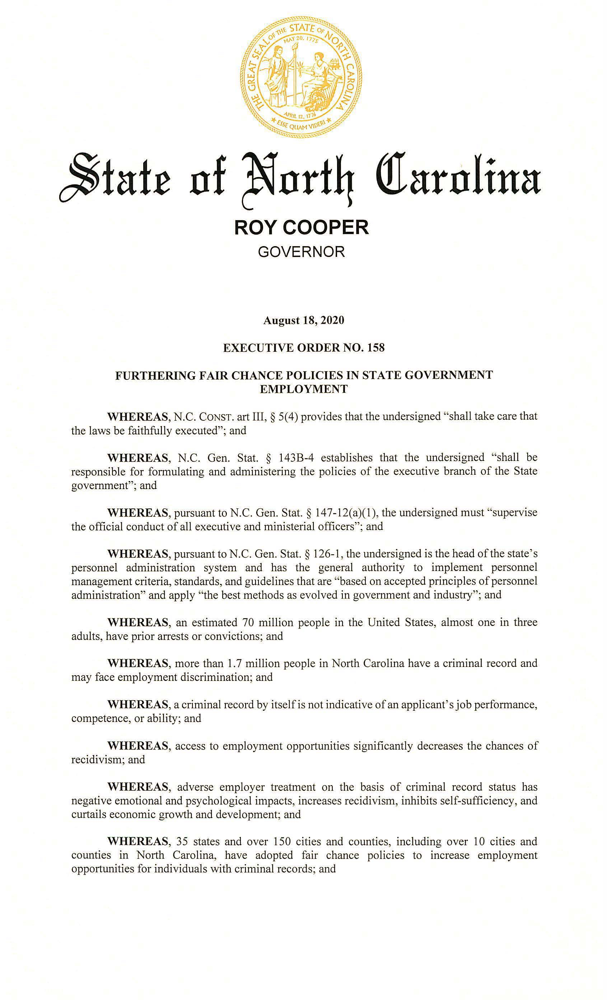 THE GREAT SEAL OF THE STATE OF NORTH CAROLINA
MAY 20, 1775
APRIL 12, 1776
★ ESSE QUAM VIDERI ★
State of North Carolina
ROY COOPER
GOVERNOR
August 18, 2020
EXECUTIVE ORDER NO. 158
FURTHERING FAIR CHANCE POLICIES IN STATE GOVERNMENT
EMPLOYMENT
WHEREAS, N.C. CONST. art III, § 5(4) provides that the undersigned “shall take care that
the laws be faithfully executed”; and
WHEREAS, N.C. Gen. Stat. § 143B-4 establishes that the undersigned “shall be
responsible for formulating and administering the policies of the executive branch of the State
government”; and
WHEREAS, pursuant to N.C. Gen. Stat. § 147-12(a)(1), the undersigned must “supervise
the official conduct of all executive and ministerial officers”; and
WHEREAS, pursuant to N.C. Gen. Stat. § 126-1, the undersigned is the head of the state’s
personnel administration system and has the general authority to implement personnel
management criteria, standards, and guidelines that are “based on accepted principles of personnel
administration” and apply “the best methods as evolved in government and industry”; and
WHEREAS, an estimated 70 million people in the United States, almost one in three
adults, have prior arrests or convictions; and
WHEREAS, more than 1.7 million people in North Carolina have a criminal record and
may face employment discrimination; and
WHEREAS, a criminal record by itself is not indicative of an applicant’s job performance,
competence, or ability; and
WHEREAS, access to employment opportunities significantly decreases the chances of
recidivism; and
WHEREAS, adverse employer treatment on the basis of criminal record status has
negative emotional and psychological impacts, increases recidivism, inhibits self-sufficiency, and
curtails economic growth and development; and
WHEREAS, 35 states and over 150 cities and counties, including over 10 cities and
counties in North Carolina, have adopted fair chance policies to increase employment
opportunities for individuals with criminal records; and